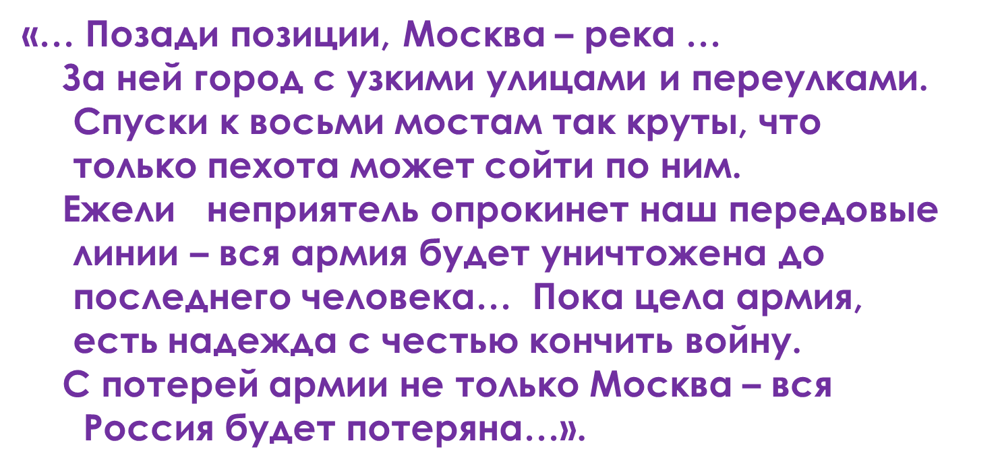 «… Позади позиции, Москва – река …
За ней город с узкими улицами и переулками.
Спуски к восьми мостам так круты, что
только пехота может сойти по ним.
Ежели неприятель опрокинет наш передовые
линии – вся армия будет уничтожена до
последнего человека… Пока цела армия,
есть надежда с честью кончить войну.
С потерей армии не только Москва – вся
Россия будет потеряна…».